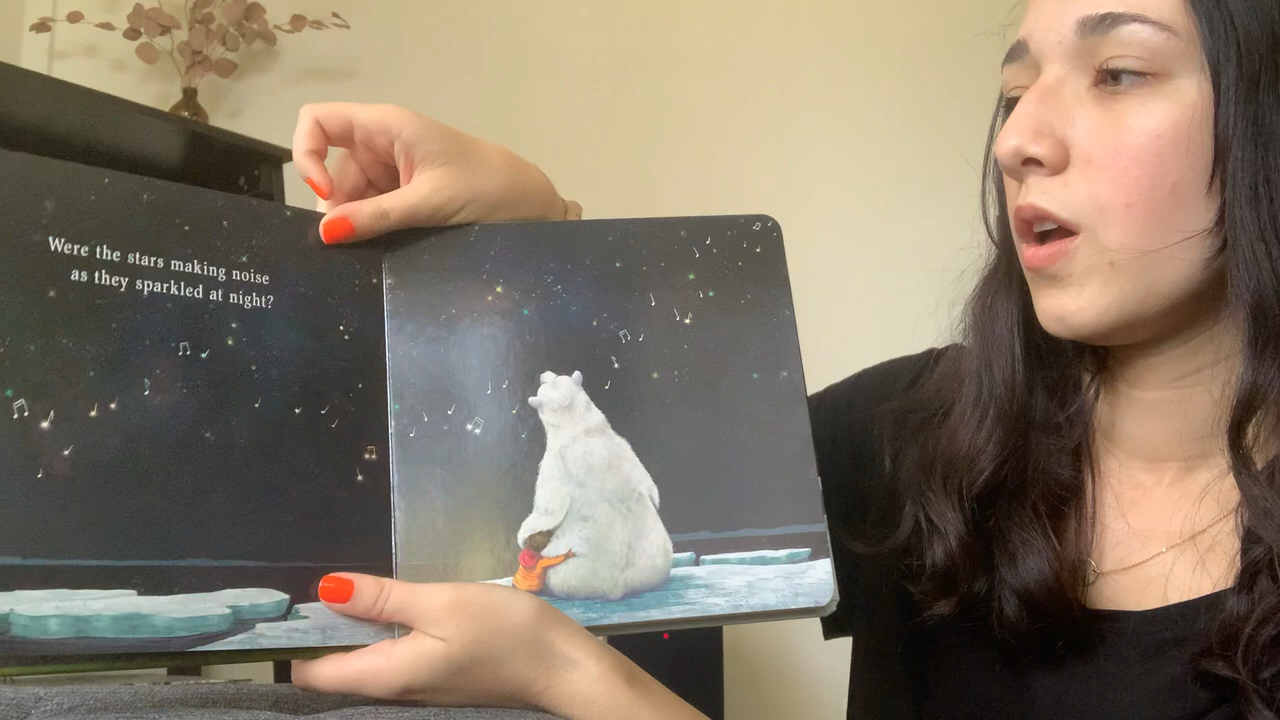 Were the stars making noise
as they sparkled at night?